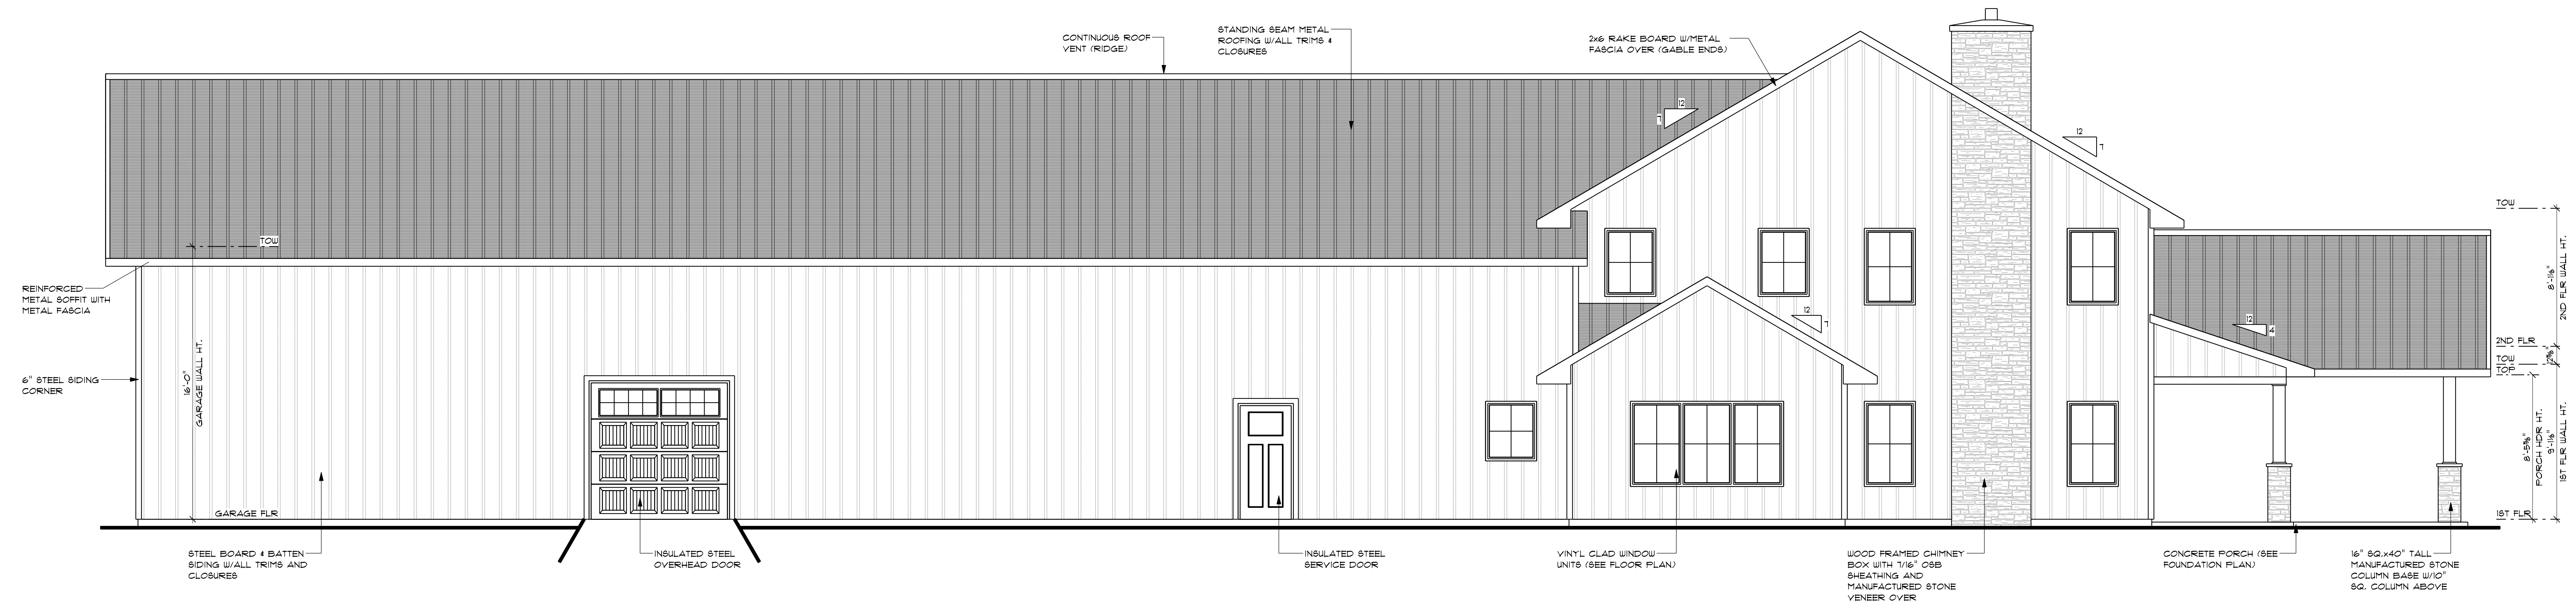 CONTINUOUS ROOF
VENT (RIDGE)
STANDING SEAM METAL
ROOFING W/ALL TRIMS &
CLOSURES
2x6 RAKE BOARD W/METAL
FASCIA OVER (GABLE ENDS)
12
7
12
7
TOW
REINFORCED
METAL SOFFIT WITH
METAL FASCIA
6" STEEL SIDING
CORNER
16'-0"
GARAGE WALL HT.
GARAGE FLR
12
7
12
4
TOW
8'-1 1/8"
2ND FLR WALL HT.
2ND FLR
TOW
TOP
8'-5 5/8"
PORCH HDR HT.
9'-1 1/8"
1ST FLR WALL HT.
1ST FLR
STEEL BOARD & BATTEN
SIDING W/ALL TRIMS AND
CLOSURES
INSULATED STEEL
OVERHEAD DOOR
INSULATED STEEL
SERVICE DOOR
VINYL CLAD WINDOW
UNITS (SEE FLOOR PLAN)
WOOD FRAMED CHIMNEY
BOX WITH 7/16" OSB
SHEATHING AND
MANUFACTURED STONE
VENEER OVER
CONCRETE PORCH (SEE
FOUNDATION PLAN)
16" SQ.x40" TALL
MANUFACTURED STONE
COLUMN BASE W/10"
SQ. COLUMN ABOVE